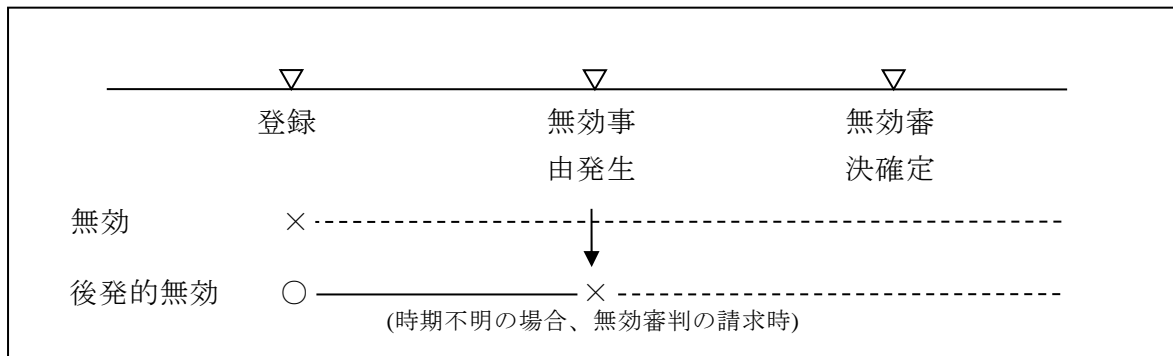 登録
無効事
由発生
無効審
決確定
無効 ×
後発的無効 ○ ×
(時期不明の場合、無効審判の請求時)